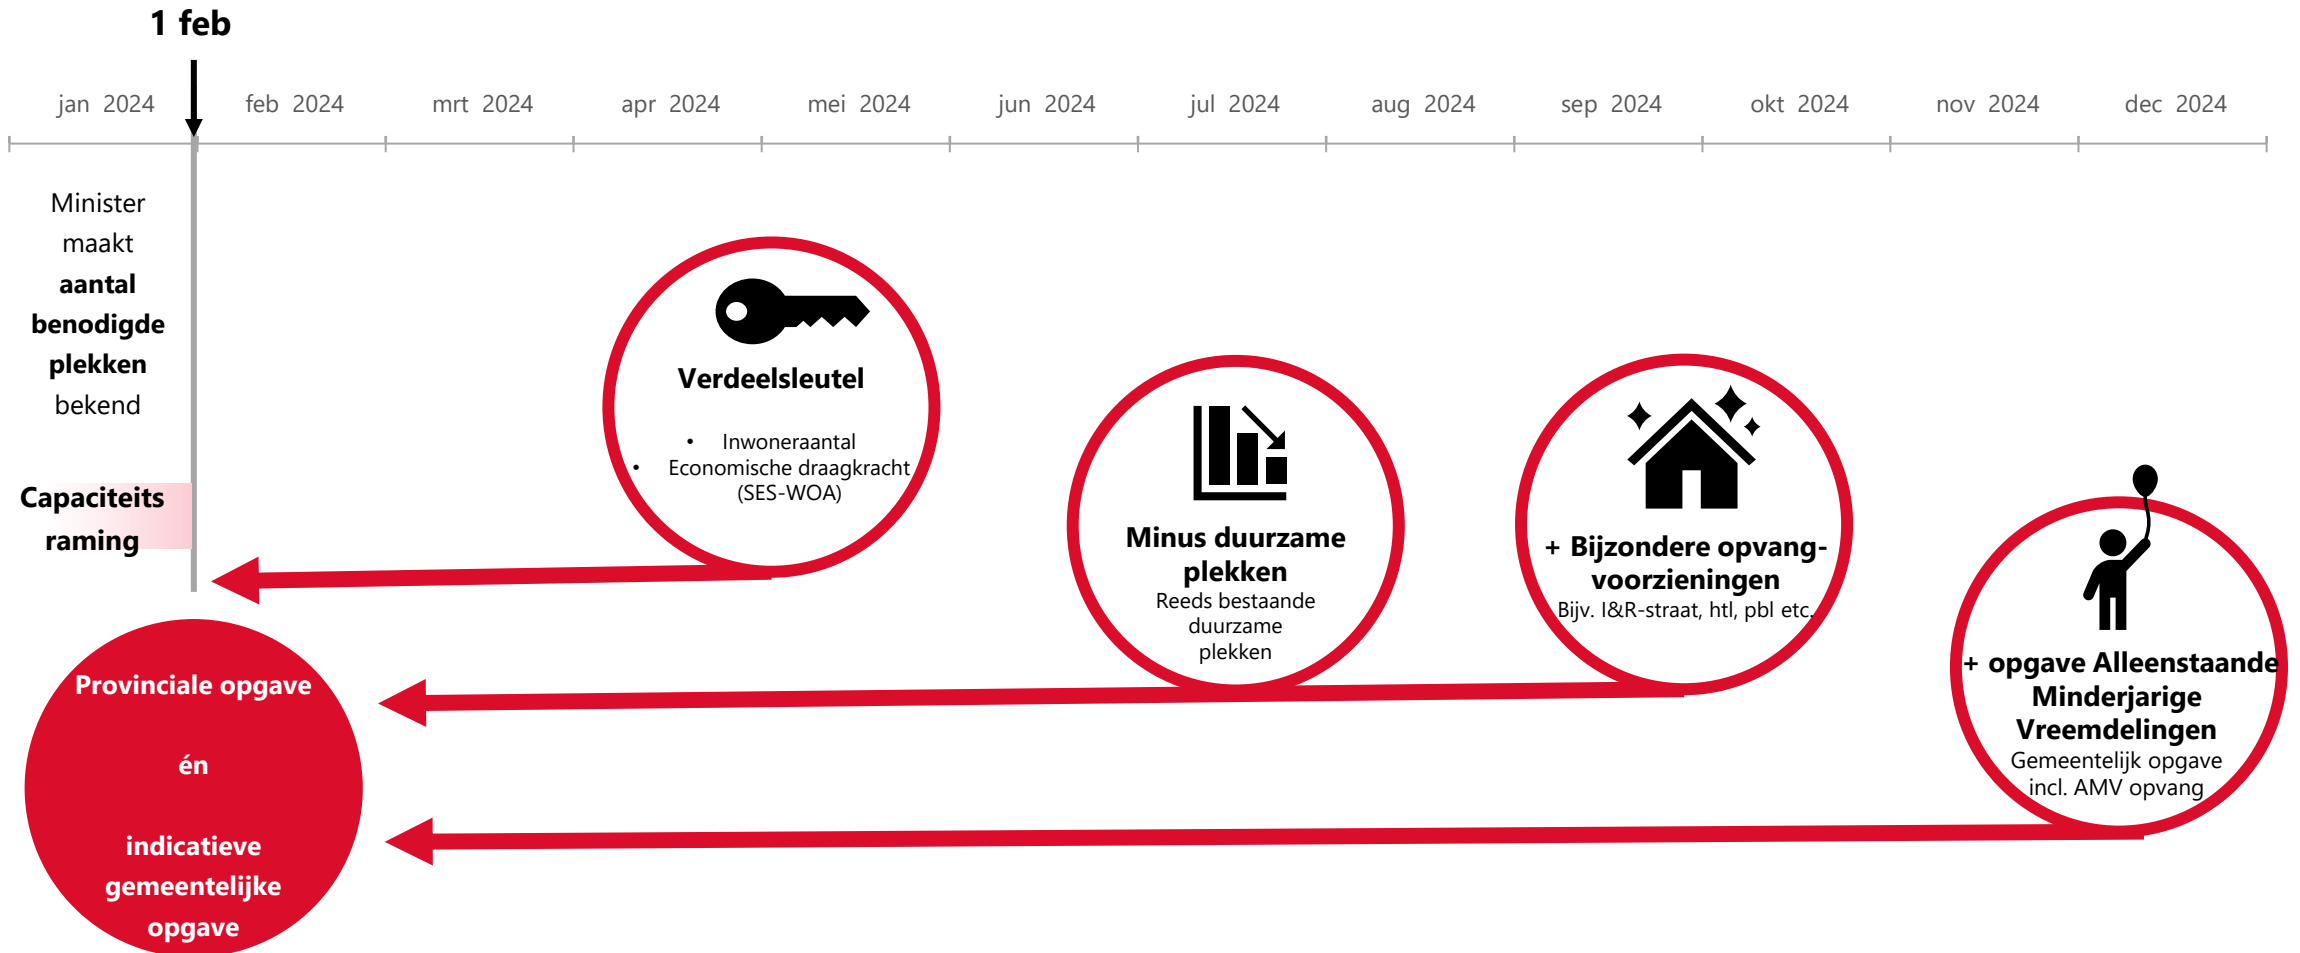 1 feb
jan 2024
feb 2024
mrt 2024
apr 2024
mei 2024
jun 2024
jul 2024
aug 2024
sep 2024
okt 2024
nov 2024
dec 2024
Minister
maakt
aantal
benodigde
plekken
bekend
Capaciteits
raming
Verdeelsleutel
• Inwoneraantal
• Economische draagkracht
(SES-WOA)
Minus duurzame
plekken
Reeds bestaande
duurzame
plekken
+ Bijzondere opvang-
voorzieningen
Bijv. I&R-straat, htl, pbl etc.
+ opgave Alleenstaande
Minderjarige
Vreemdelingen
Gemeentelijk opgave
incl. AMV opvang
Provinciale opgave
én
indicatieve
gemeentelijke
opgave